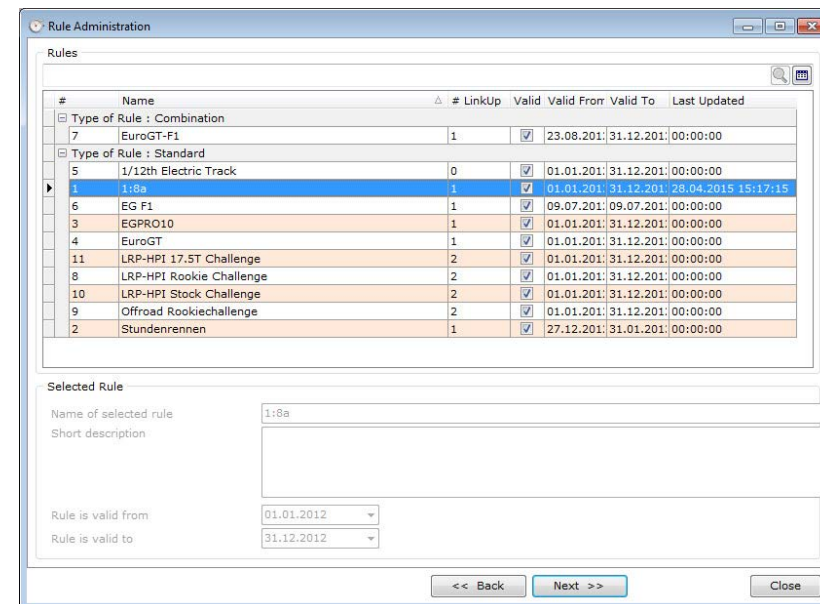 Rule Administration
Rules
# Name # LinkUp Valid Valid From Valid To Last Updated
Type of Rule : Combination
7 EuroGT-F1 1 23.08.201 31.12.201 00:00:00
Type of Rule : Standard
5 1/12th Electric Track 0 01.01.201 31.12.201 00:00:00
1 1:8a 1 01.01.201 31.12.201 28.04.2015 15:17:15
6 EG F1 1 09.07.201 09.07.201 00:00:00
3 EGPRO10 1 01.01.201 31.12.201 00:00:00
4 EuroGT 1 01.01.201 31.12.201 00:00:00
11 LRP-HPI 17.5T Challenge 2 01.01.201 31.12.201 00:00:00
8 LRP-HPI Rookie Challenge 2 01.01.201 31.12.201 00:00:00
10 LRP-HPI Stock Challenge 2 01.01.201 31.12.201 00:00:00
9 Offroad Rookiechallenge 2 01.01.201 31.12.201 00:00:00
2 Stundenrennen 1 27.12.201 31.01.201 00:00:00
Selected Rule
Name of selected rule 1:8a
Short description
Rule is valid from 01.01.2012
Rule is valid to 31.12.2012
<< Back Next >> Close